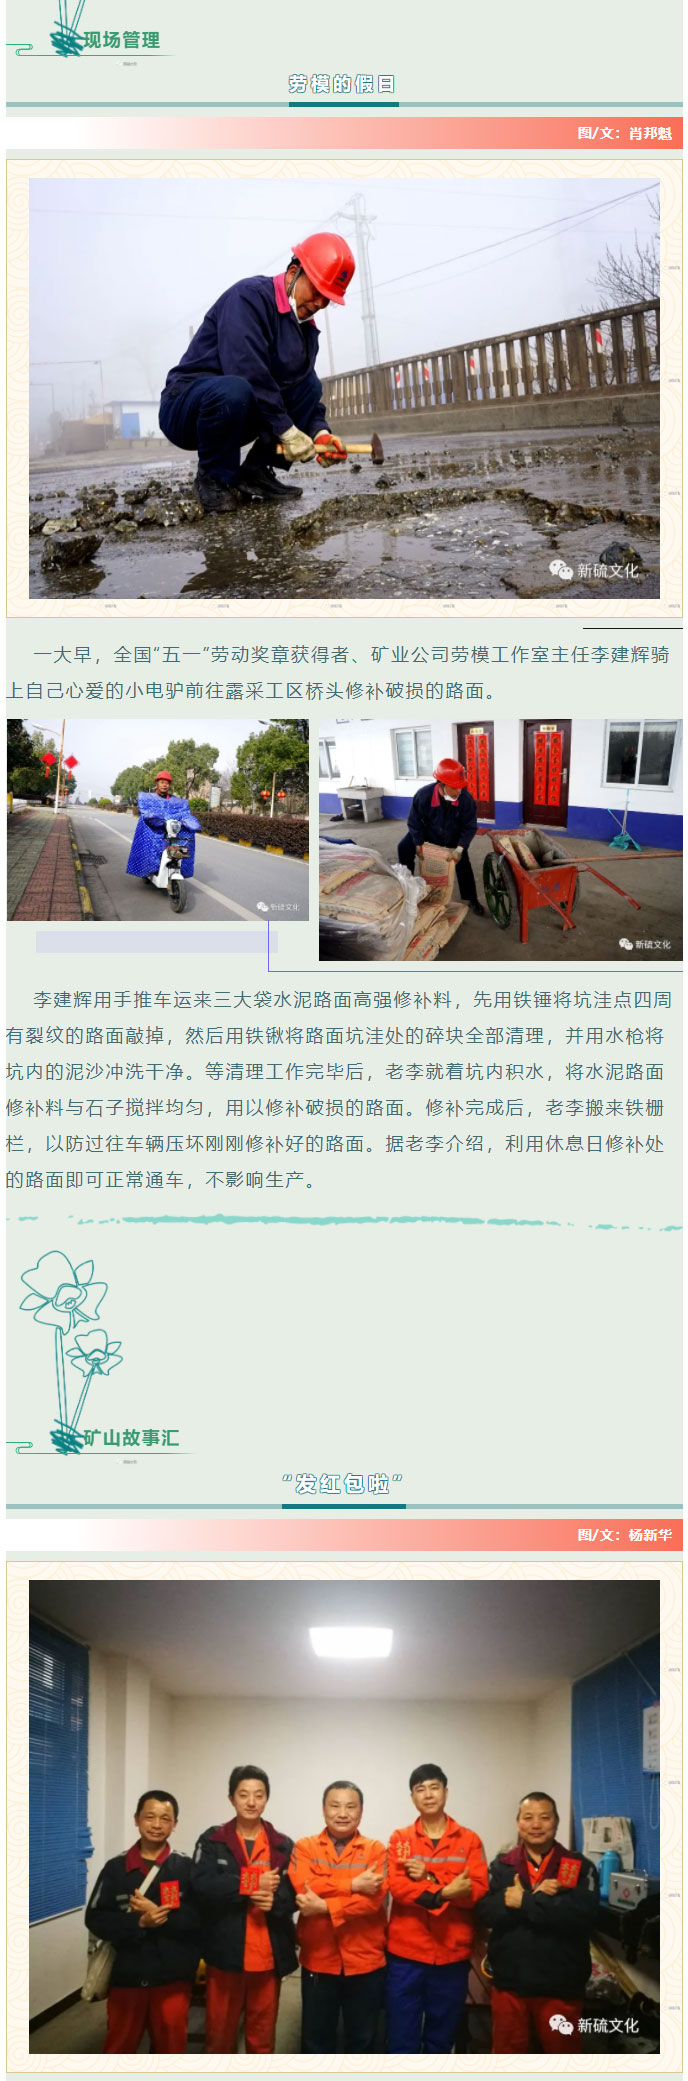 现场管理
劳模的假日
图/文：肖邦魁
新硫文化
一大早，全国“五一”劳动奖章获得者、矿业公司劳模工作室主任李建辉骑
上自己心爱的小电驴前往露采工区桥头修补破损的路面。
新硫文化
新硫文化
李建辉用手推车运来三大袋水泥路面高强修补料，先用铁锤将坑洼点四周
有裂纹的路面敲掉，然后用铁锹将路面坑洼处的碎块全部清理，并用水枪将
坑内的泥沙冲洗干净。等清理工作完毕后，老李就着坑内积水，将水泥路面
修补料与石子搅拌均匀，用以修补破损的路面。修补完成后，老李搬来铁栅
栏，以防过往车辆压坏刚刚修补好的路面。据老李介绍，利用休息日修补处
的路面即可正常通车，不影响生产。
矿山故事汇
“发红包啦”
图/文：杨新华
新硫文化